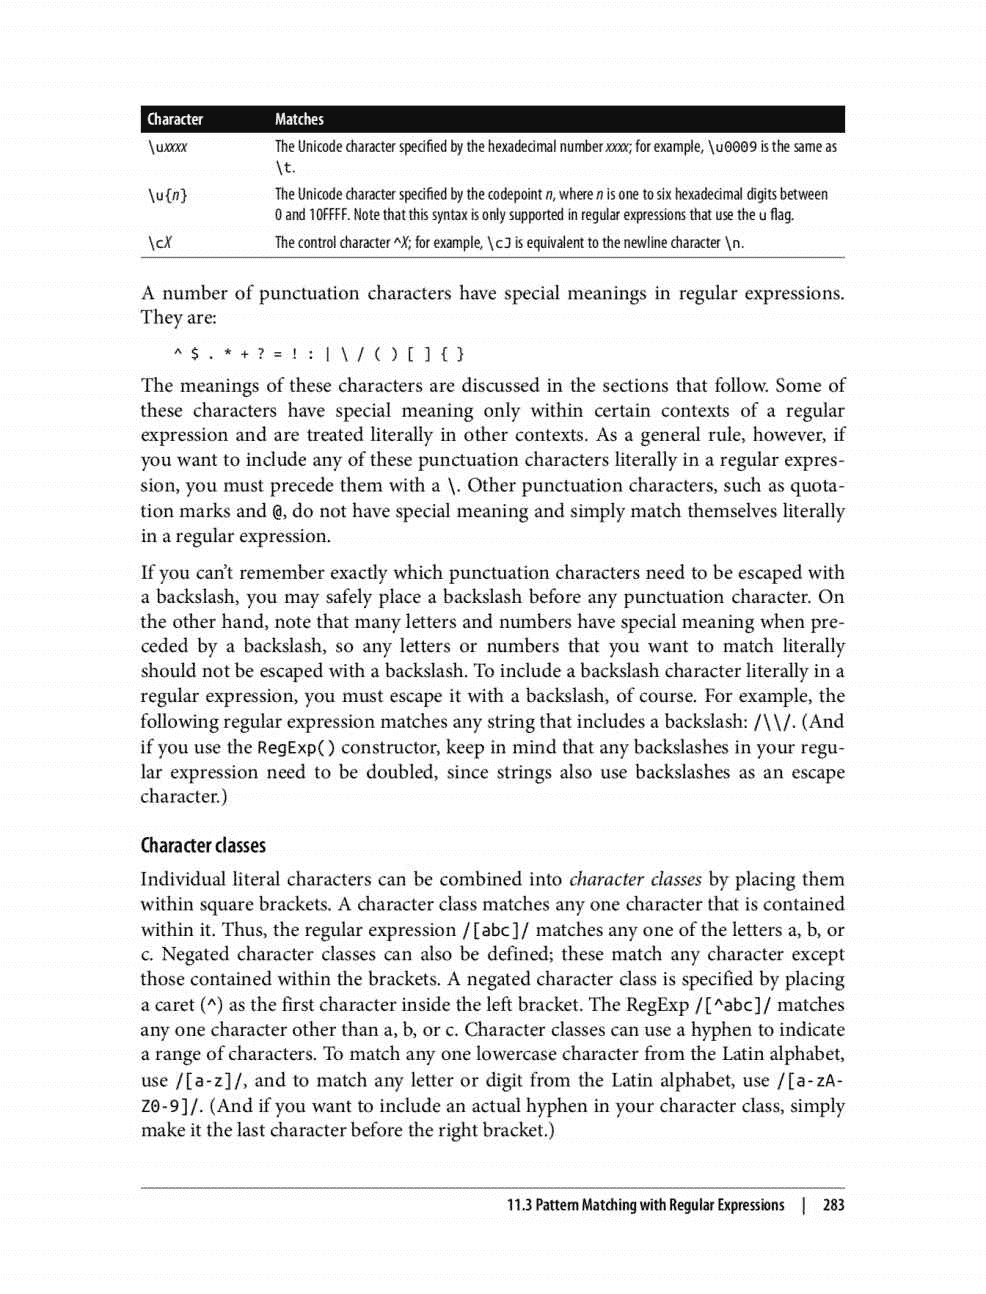 Character Matches
\uxxxx The Unicode character specified by the hexadecimal number xxxx; for example, \u0009 is the same as
\t.
\u{n} The Unicode character specified by the codepoint n, where n is one to six hexadecimal digits between
0 and 10FFFF. Note that this syntax is only supported in regular expressions that use the u flag.
\cX The control character ^X; for example, \cJ is equivalent to the newline character \n.
A number of punctuation characters have special meanings in regular expressions.
They are:
^ $ . * + ? = ! : | \ / ( ) [ ] { }
The meanings of these characters are discussed in the sections that follow. Some of
these characters have special meaning only within certain contexts of a regular
expression and are treated literally in other contexts. As a general rule, however, if
you want to include any of these punctuation characters literally in a regular expres-
sion, you must precede them with a \. Other punctuation characters, such as quota-
tion marks and @, do not have special meaning and simply match themselves literally
in a regular expression.
If you can’t remember exactly which punctuation characters need to be escaped with
a backslash, you may safely place a backslash before any punctuation character. On
the other hand, note that many letters and numbers have special meaning when pre-
ceded by a backslash, so any letters or numbers that you want to match literally
should not be escaped with a backslash. To include a backslash character literally in a
regular expression, you must escape it with a backslash, of course. For example, the
following regular expression matches any string that includes a backslash: /\\/. (And
if you use the RegExp() constructor, keep in mind that any backslashes in your regu-
lar expression need to be doubled, since strings also use backslashes as an escape
character.)
Character classes
Individual literal characters can be combined into character classes by placing them
within square brackets. A character class matches any one character that is contained
within it. Thus, the regular expression /[abc]/ matches any one of the letters a, b, or
c. Negated character classes can also be defined; these match any character except
those contained within the brackets. A negated character class is specified by placing
a caret (^) as the first character inside the left bracket. The RegExp /[^abc]/ matches
any one character other than a, b, or c. Character classes can use a hyphen to indicate
a range of characters. To match any one lowercase character from the Latin alphabet,
use /[a-z]/, and to match any letter or digit from the Latin alphabet, use /[a-zA-
Z0-9]/. (And if you want to include an actual hyphen in your character class, simply
make it the last character before the right bracket.)
11.3 Pattern Matching with Regular Expressions | 283